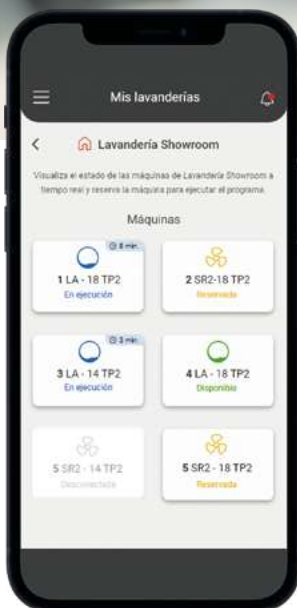 Mis lavanderías
Lavandería Showroom
Visualiza el estado de las máquinas de Lavandería Showroom a
tiempo real y reserva la máquina para ejecutar el programa.
Máquinas
8 min.
1 LA - 18 TP2
En ejecución
2 SR2-18 TP2
Reservada
3 min.
3 LA - 14 TP2
En ejecución
4 LA - 18 TP2
Disponible
5 SR2 - 14 TP2
Desconectada
5 SR2 - 18 TP2
Reservada